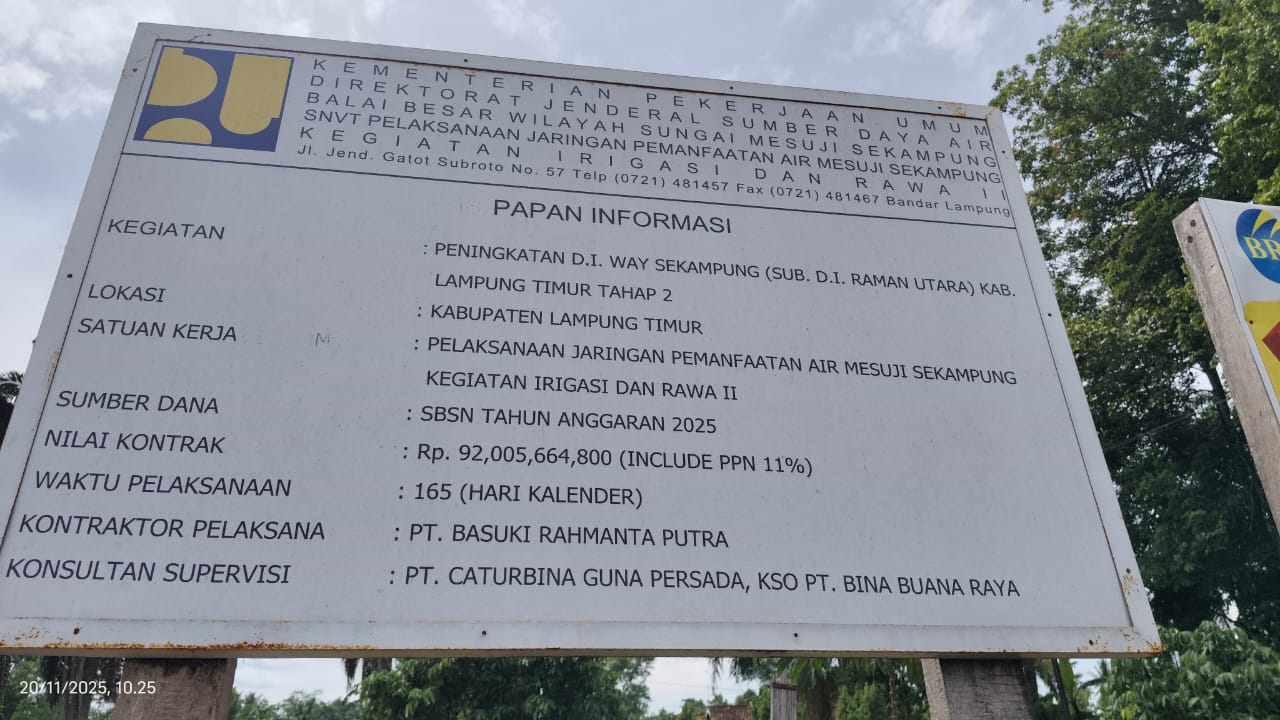 KEMENTERIAN PEKERJAAN UMUM
DIREKTORAT JENDERAL SUMBER DAYA AIR
BALAI BESAR WILAYAH SUNGAI MESUJI SEKAMPUNG
SNVT PELAKSANAAN JARINGAN PEMANFAATAN AIR MESUJI SEKAMPUNG
KEGIATAN IRIGASI DAN RAWA II
Jl. Jend. Gatot Subroto No. 57 Telp (0721) 481457 Fax (0721) 481467 Bandar Lampung
PAPAN INFORMASI
KEGIATAN : PENINGKATAN D.I. WAY SEKAMPUNG (SUB. D.I. RAMAN UTARA) KAB.
LAMPUNG TIMUR TAHAP 2
LOKASI : KABUPATEN LAMPUNG TIMUR
SATUAN KERJA : PELAKSANAAN JARINGAN PEMANFAATAN AIR MESUJI SEKAMPUNG
KEGIATAN IRIGASI DAN RAWA II
SUMBER DANA : SBSN TAHUN ANGGARAN 2025
NILAI KONTRAK : Rp. 92,005,664,800 (INCLUDE PPN 11%)
WAKTU PELAKSANAAN : 165 (HARI KALENDER)
KONTRAKTOR PELAKSANA : PT. BASUKI RAHMANTA PUTRA
KONSULTAN SUPERVISI : PT. CATURBINA GUNA PERSADA, KSO PT. BINA BUANA RAYA
20/11/2025, 10.25